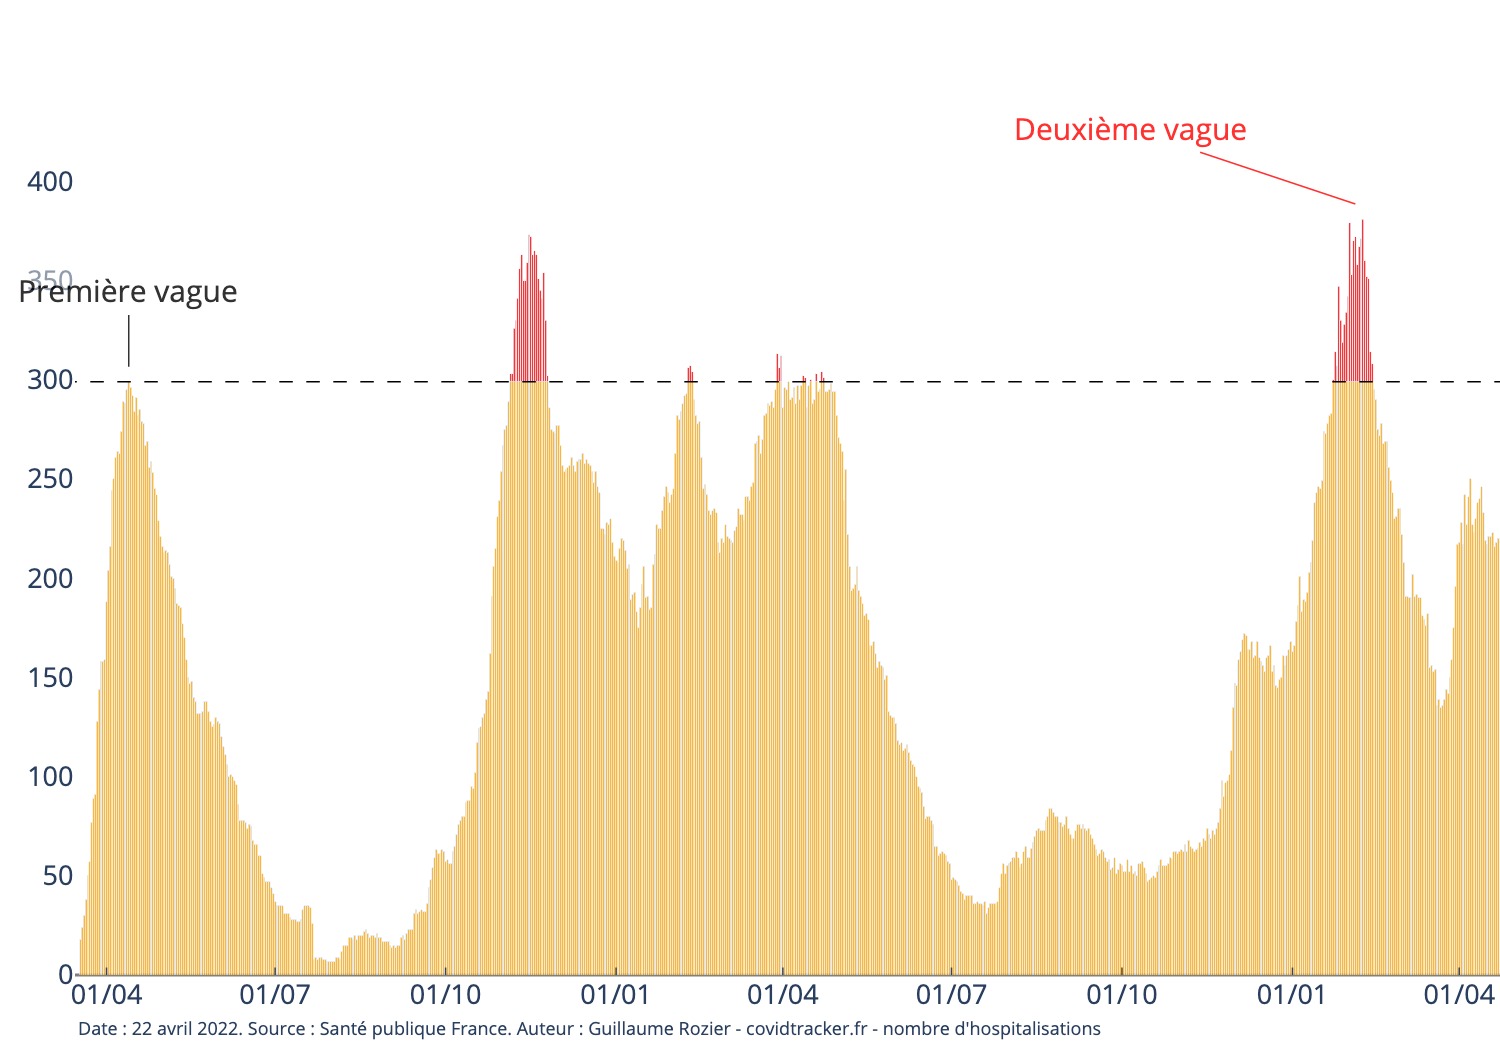 Deuxième vague
400
350
Première vague
300
250
200
150
100
50
0
01/04 01/07 01/10 01/01 01/04 01/07 01/10 01/01 01/04
Date : 22 avril 2022. Source : Santé publique France. Auteur : Guillaume Rozier - covidtracker.fr - nombre d'hospitalisations